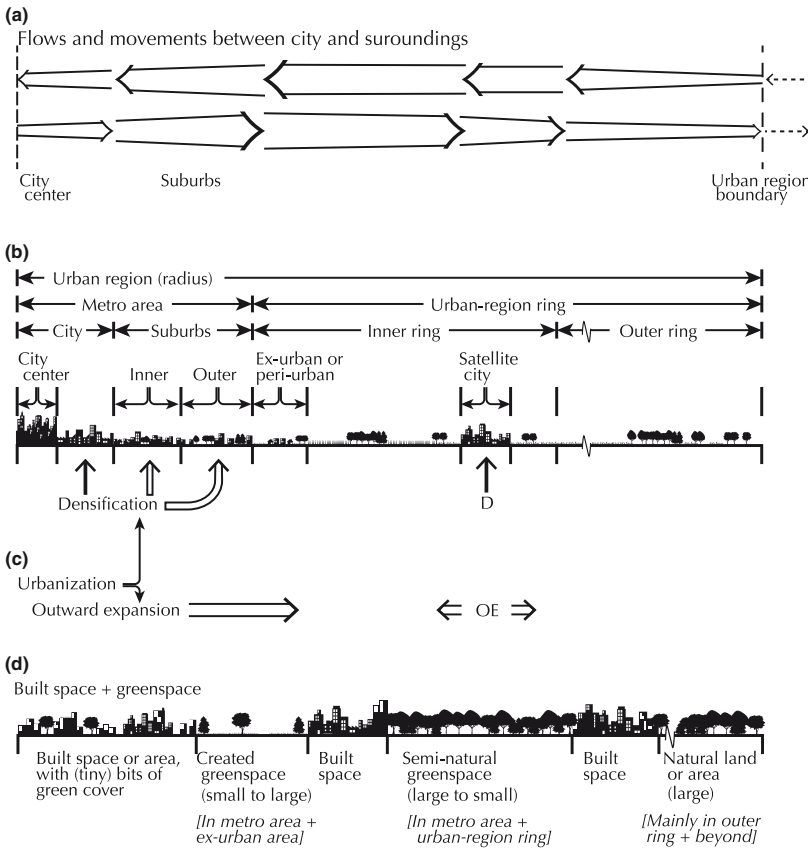 (a)
Flows and movements between city and suroundings
City
center
Suburbs
Urban region
boundary
(b)
Urban region (radius)
Metro area
Urban-region ring
City
Suburbs
Inner ring
Outer ring
City
center
Inner
Outer
Ex-urban or
peri-urban
Satellite
city
Densification
D
(c)
Urbanization
Outward expansion
OE
(d)
Built space + greenspace
Built space or area,
with (tiny) bits of
green cover
Created
greenspace
(small to large)
[In metro area +
ex-urban area]
Built
space
Semi-natural
greenspace
(large to small)
[In metro area +
urban-region ring]
Built
space
Natural land
or area
(large)
[Mainly in outer
ring + beyond]